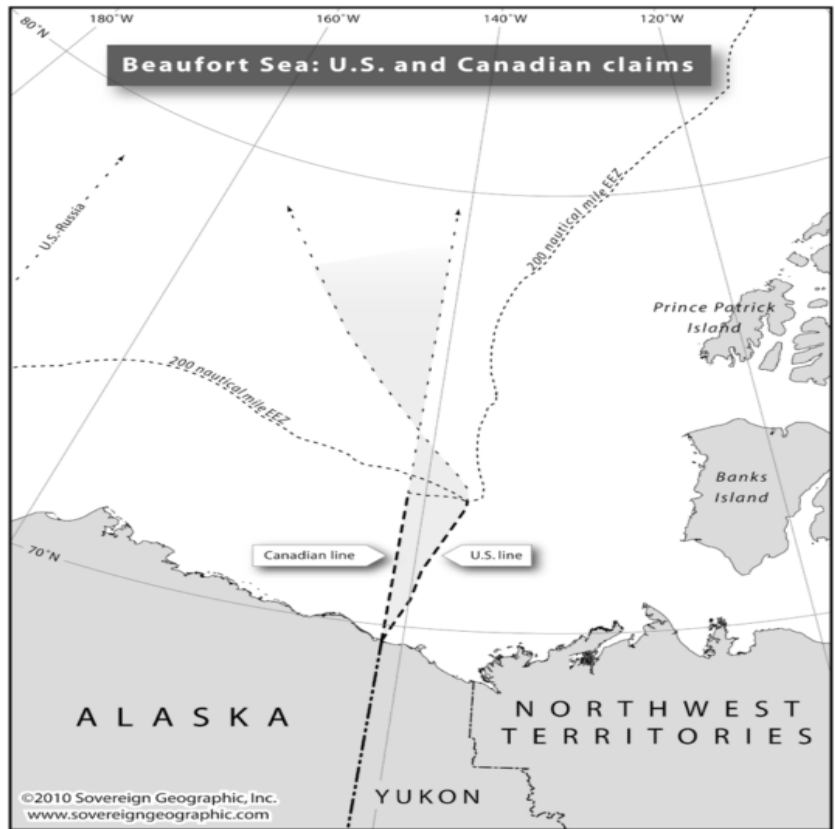 180°W
160°W
140°W
120°W
80°N
Beaufort Sea: U.S. and Canadian claims
U.S.-Russia
200 nautical mile EEZ
Prince Patrick
Island
200 nautical mile EEZ
Banks
Island
Canadian line
U.S. line
70°N
ALASKA
NORTHWEST
TERRITORIES
YUKON
©2010 Sovereign Geographic, Inc.
www.sovereigngeographic.com